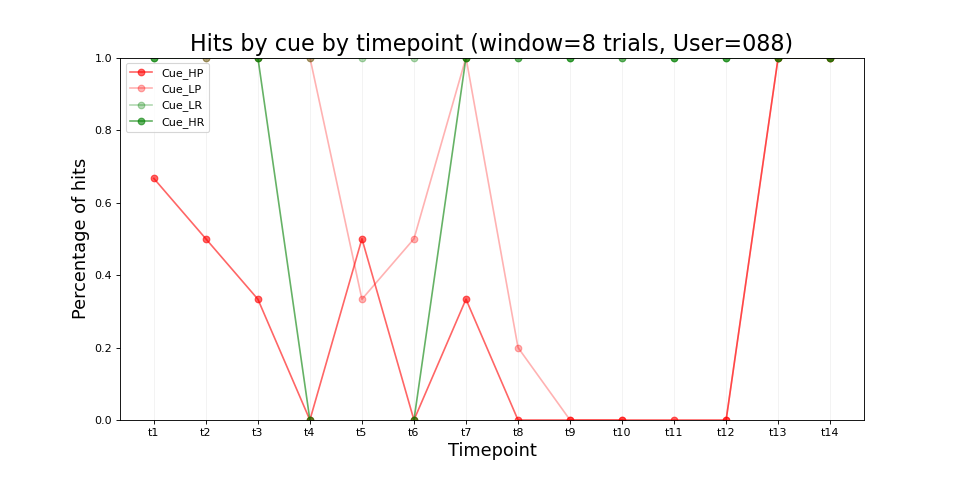 Hits by cue by timepoint (window=8 trials, User=088)
Percentage of hits
1.0
0.8
0.6
0.4
0.2
0.0
Cue_HP
Cue_LP
Cue_LR
Cue_HR
t1 t2 t3 t4 t5 t6 t7 t8 t9 t10 t11 t12 t13 t14
Timepoint